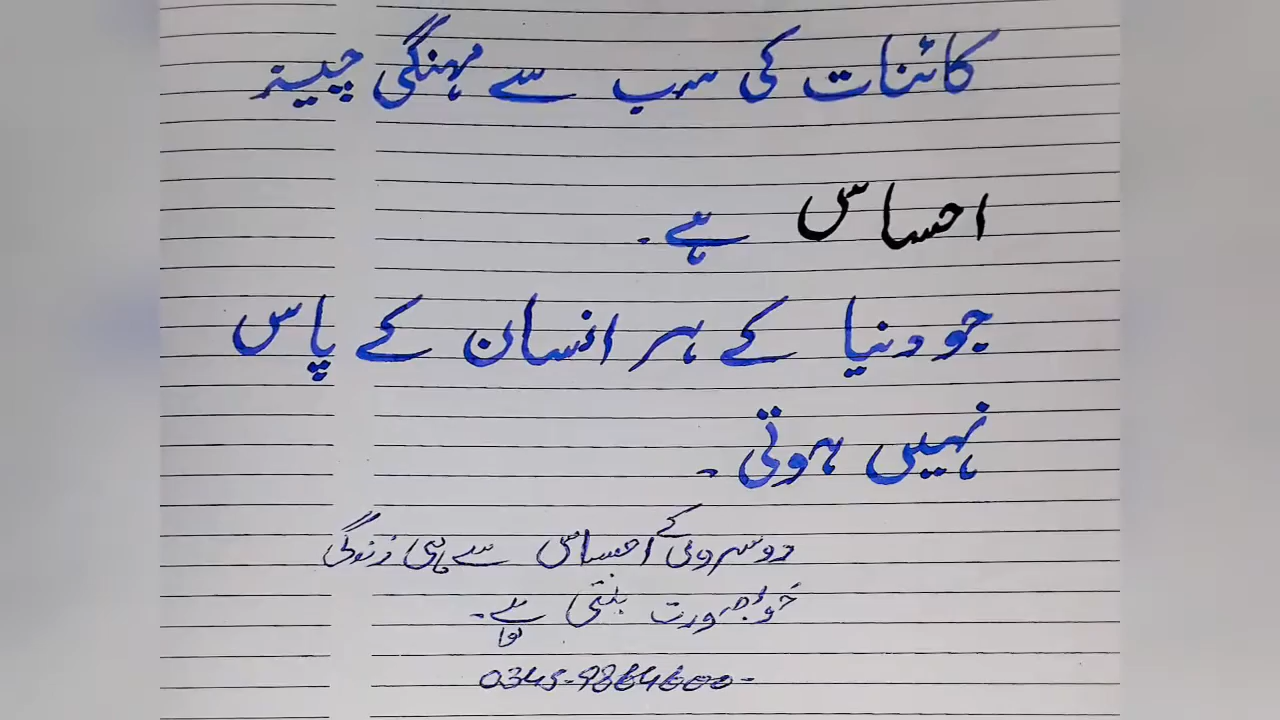 کائنات کی سب سے مہنگی چیز
احساس ہے۔
جو دنیا کے ہر انسان کے پاس
نہیں ہوتی۔
دوسروں کے احساس سے ہی زندگی
خوبصورت بنتی ہے۔
0345-9864600-